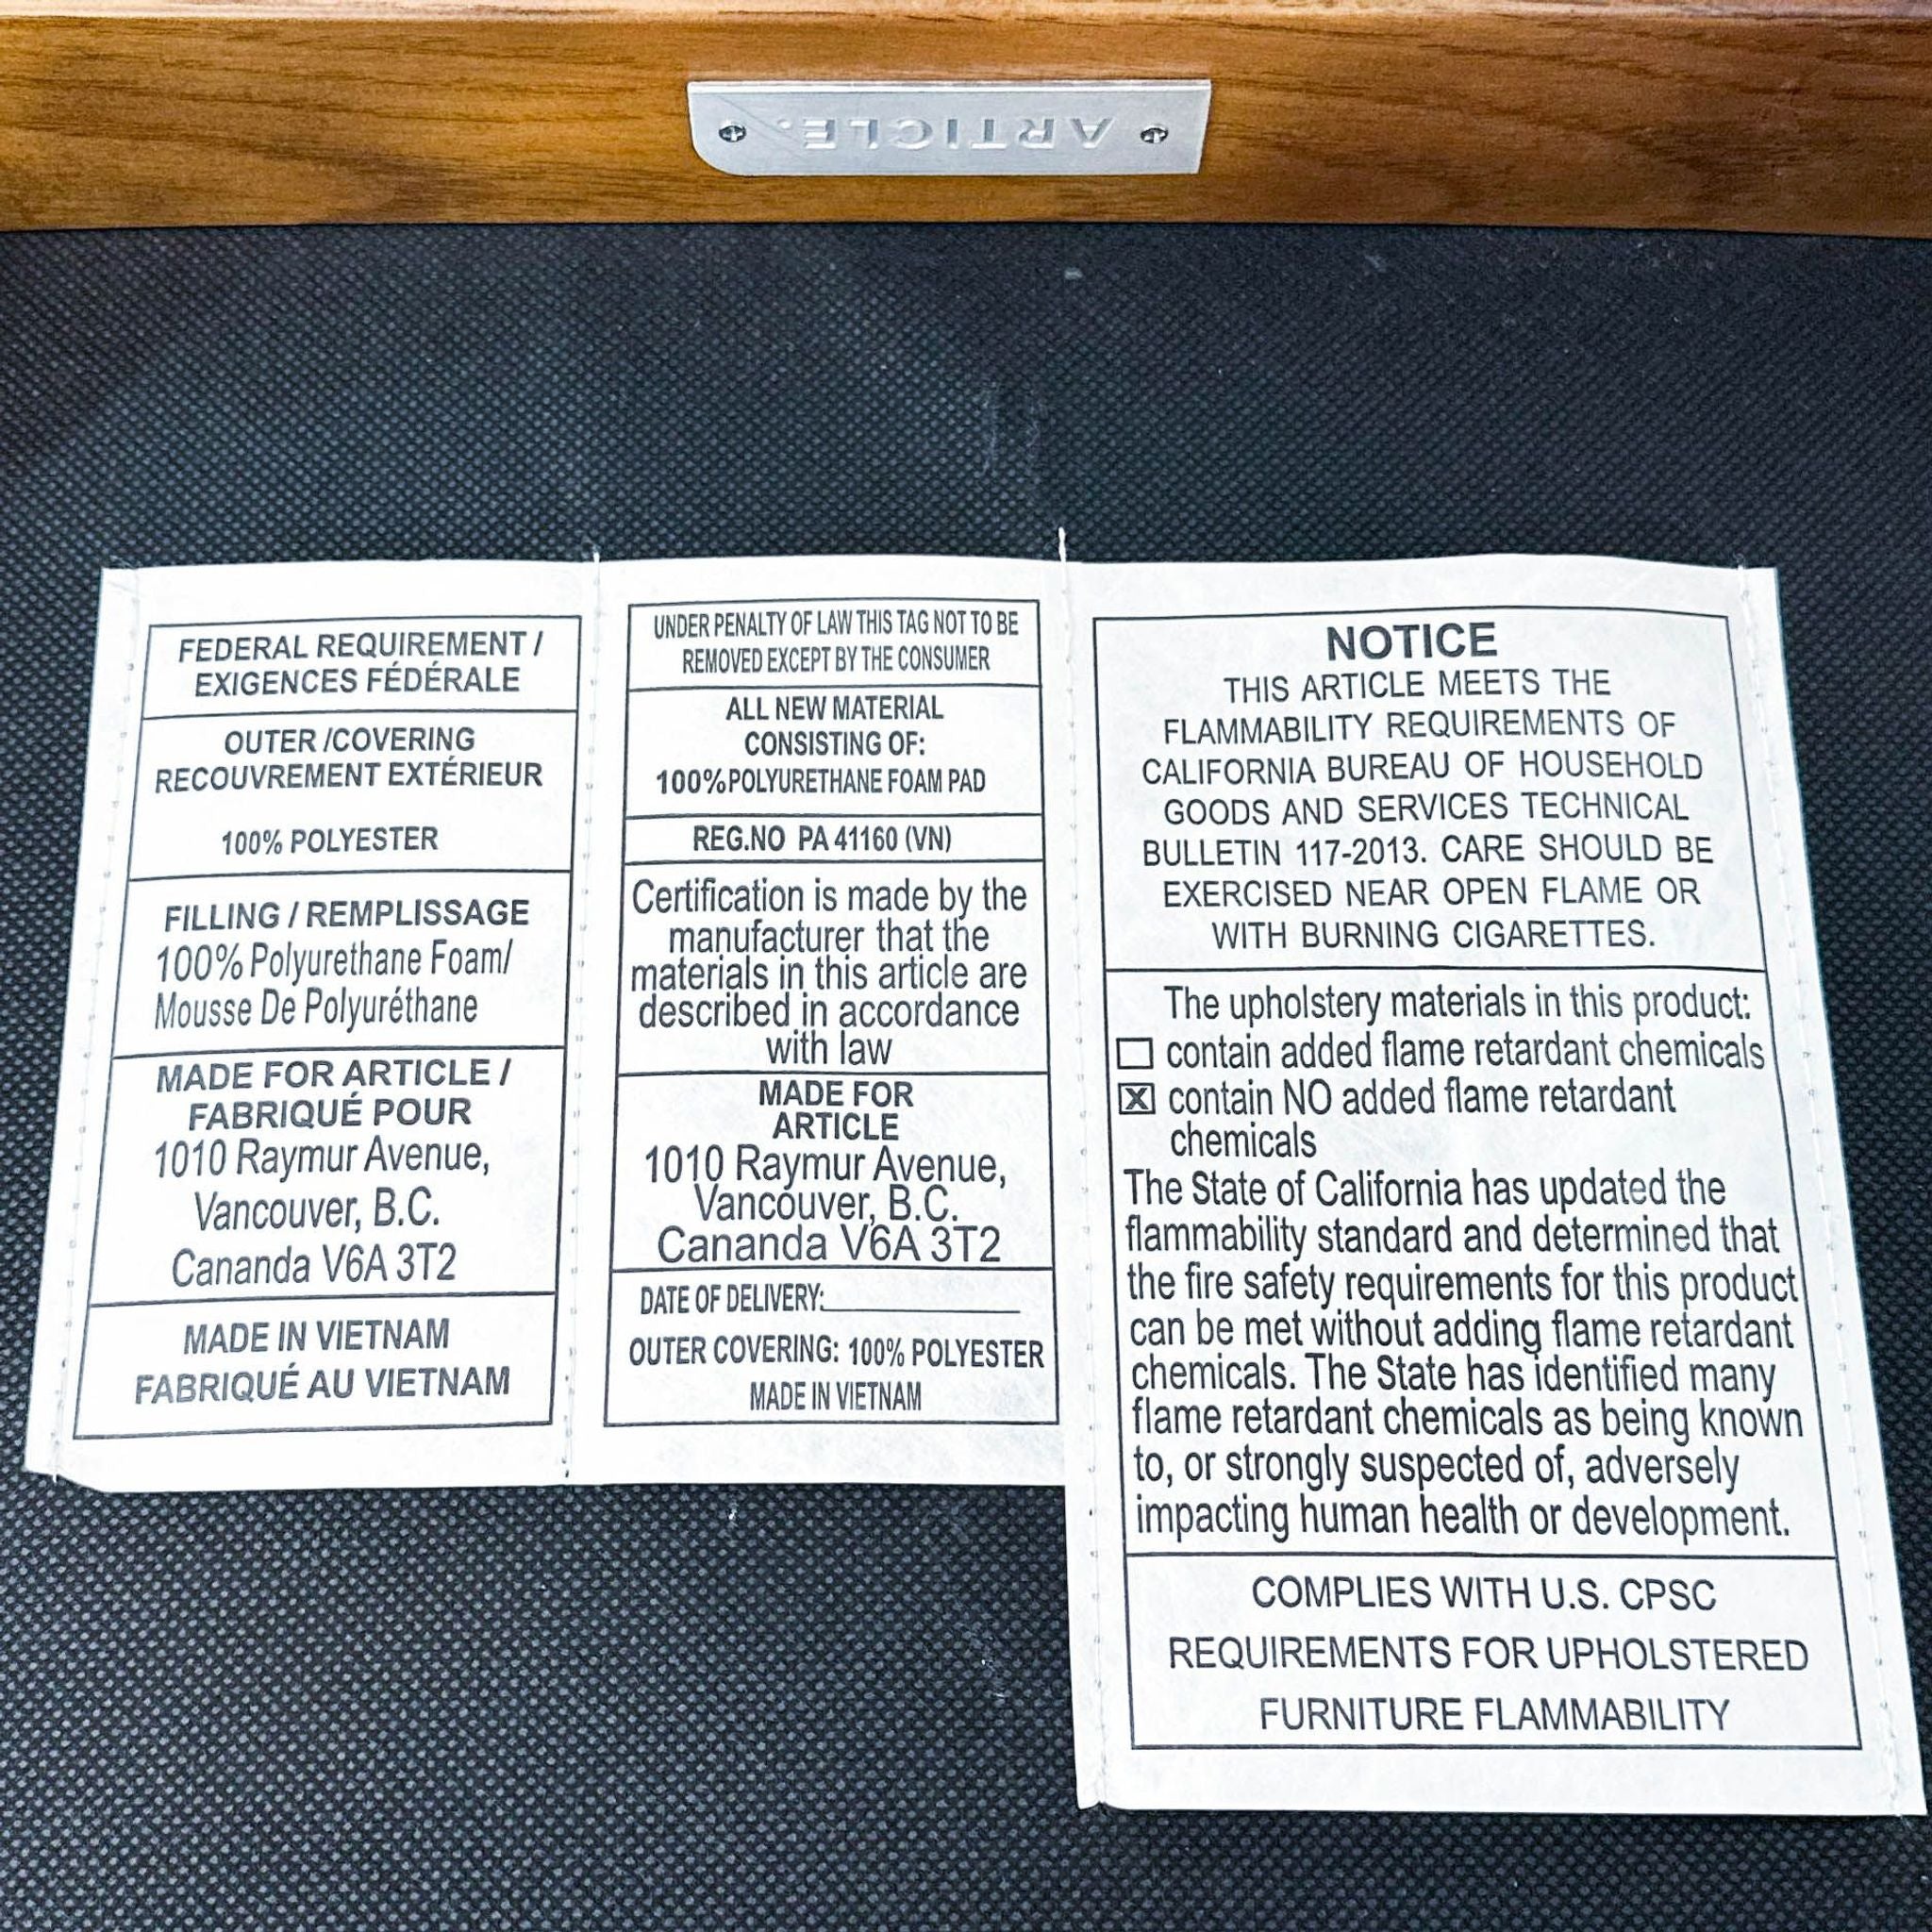 ARTICLE.
FEDERAL REQUIREMENT /
EXIGENCES FÉDÉRALE
OUTER /COVERING
RECOUVREMENT EXTÉRIEUR
100% POLYESTER
FILLING / REMPLISSAGE
100% Polyurethane Foam/
Mousse De Polyuréthane
MADE FOR ARTICLE /
FABRIQUÉ POUR
1010 Raymur Avenue,
Vancouver, B.C.
Cananda V6A 3T2
MADE IN VIETNAM
FABRIQUÉ AU VIETNAM
UNDER PENALTY OF LAW THIS TAG NOT TO BE
REMOVED EXCEPT BY THE CONSUMER
ALL NEW MATERIAL
CONSISTING OF:
100%POLYURETHANE FOAM PAD
REG.NO PA 41160 (VN)
Certification is made by the
manufacturer that the
materials in this article are
described in accordance
with law
MADE FOR
ARTICLE
1010 Raymur Avenue,
Vancouver, B.C.
Cananda V6A 3T2
DATE OF DELIVERY:
OUTER COVERING: 100% POLYESTER
MADE IN VIETNAM
NOTICE
THIS ARTICLE MEETS THE
FLAMMABILITY REQUIREMENTS OF
CALIFORNIA BUREAU OF HOUSEHOLD
GOODS AND SERVICES TECHNICAL
BULLETIN 117-2013. CARE SHOULD BE
EXERCISED NEAR OPEN FLAME OR
WITH BURNING CIGARETTES.
The upholstery materials in this product:
☐ contain added flame retardant chemicals
☒ contain NO added flame retardant
chemicals
The State of California has updated the
flammability standard and determined that
the fire safety requirements for this product
can be met without adding flame retardant
chemicals. The State has identified many
flame retardant chemicals as being known
to, or strongly suspected of, adversely
impacting human health or development.
COMPLIES WITH U.S. CPSC
REQUIREMENTS FOR UPHOLSTERED
FURNITURE FLAMMABILITY